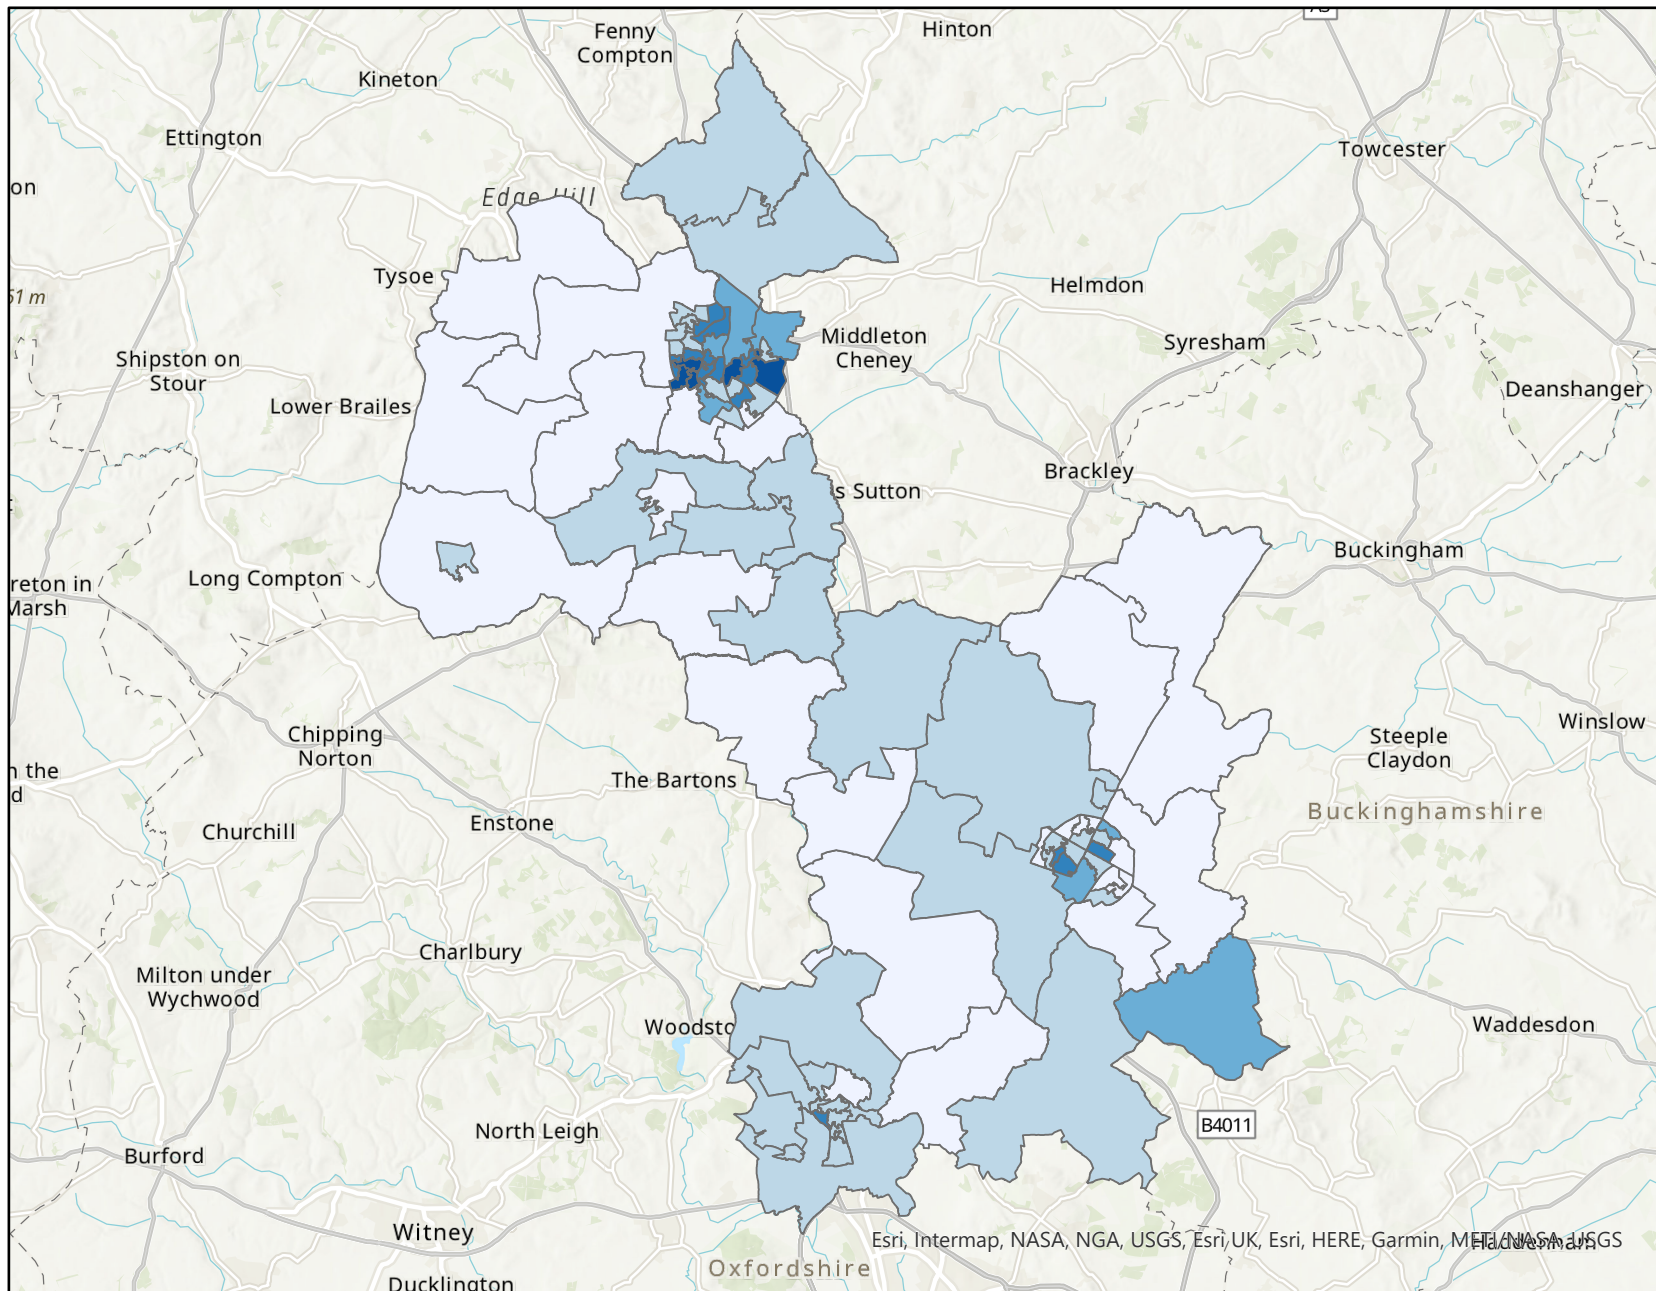 A5
Hinton
Fenny
Compton
Kineton
Ettington
Towcester
on
Edge Hill
Tysoe
Helmdon
51 m
Middleton
Cheney
Syresham
Shipston on
Stour
Deanshanger
Lower Brailes
Brackley
s Sutton
Buckingham
Long Compton
reton in
Marsh
Winslow
Steeple
Claydon
Chipping
Norton
n the
d
The Bartons
Buckinghamshire
Enstone
Churchill
Charlbury
Milton under
Wychwood
Woodsto
Waddesdon
B4011
North Leigh
Burford
Witney
Esri, Intermap, NASA, NGA, USGS, Esri UK, Esri, HERE, Garmin, METI/NASA, USGS
Haddenham
Oxfordshire
Ducklington